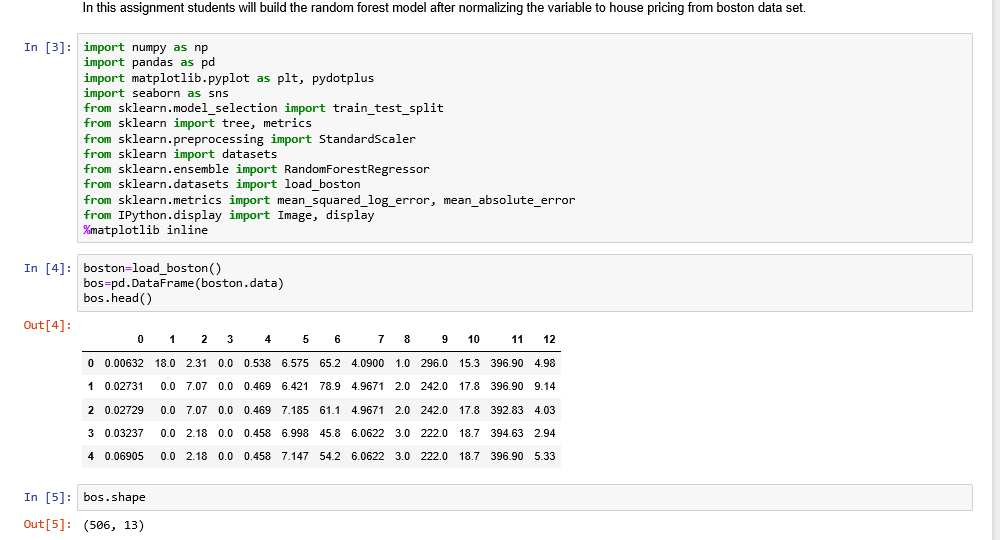 In this assignment students will build the random forest model after normalizing the variable to house pricing from boston data set.
In [3]: import numpy as np
import pandas as pd
import matplotlib.pyplot as plt, pydotplus
import seaborn as sns
from sklearn.model_selection import train_test_split
from sklearn import tree, metrics
from sklearn.preprocessing import StandardScaler
from sklearn import datasets
from sklearn.ensemble import RandomForestRegressor
from sklearn.datasets import load_boston
from sklearn.metrics import mean_squared_log_error, mean_absolute_error
from IPython.display import Image, display
%matplotlib inline
In [4]: boston=load_boston()
bos=pd.DataFrame(boston.data)
bos.head()
Out[4]:
0 1 2 3 4 5 6 7 8 9 10 11 12
0 0.00632 18.0 2.31 0.0 0.538 6.575 65.2 4.0900 1.0 296.0 15.3 396.90 4.98
1 0.02731 0.0 7.07 0.0 0.469 6.421 78.9 4.9671 2.0 242.0 17.8 396.90 9.14
2 0.02729 0.0 7.07 0.0 0.469 7.185 61.1 4.9671 2.0 242.0 17.8 392.83 4.03
3 0.03237 0.0 2.18 0.0 0.458 6.998 45.8 6.0622 3.0 222.0 18.7 394.63 2.94
4 0.06905 0.0 2.18 0.0 0.458 7.147 54.2 6.0622 3.0 222.0 18.7 396.90 5.33
In [5]: bos.shape
Out[5]: (506, 13)